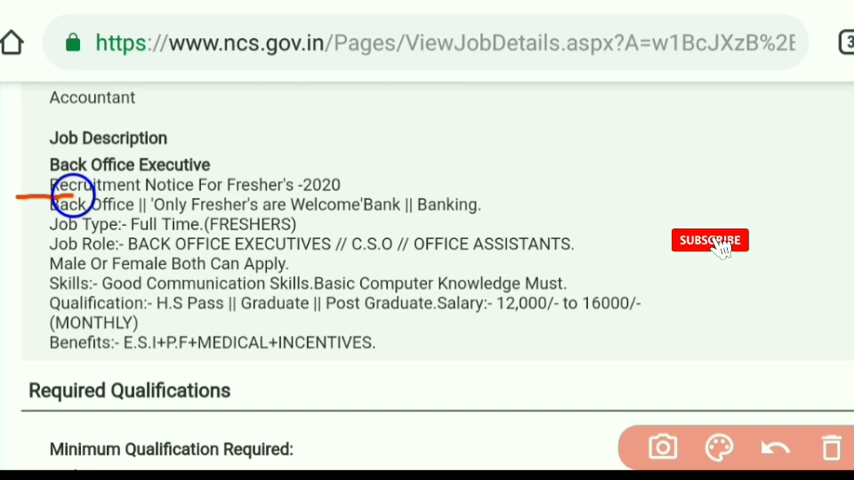 https://www.ncs.gov.in/Pages/ViewJobDetails.aspx?A=w1BcJXzB%2E
3
Accountant
Job Description
Back Office Executive
Recruitment Notice For Fresher's -2020
Back Office || 'Only Fresher's are Welcome'Bank || Banking.
Job Type:- Full Time.(FRESHERS)
Job Role:- BACK OFFICE EXECUTIVES // C.S.O // OFFICE ASSISTANTS.
SUBSCRIBE
Male Or Female Both Can Apply.
Skills:- Good Communication Skills.Basic Computer Knowledge Must.
Qualification:- H.S Pass || Graduate || Post Graduate.Salary:- 12,000/- to 16000/-
(MONTHLY)
Benefits:- E.S.I+P.F+MEDICAL+INCENTIVES.
Required Qualifications
Minimum Qualification Required: